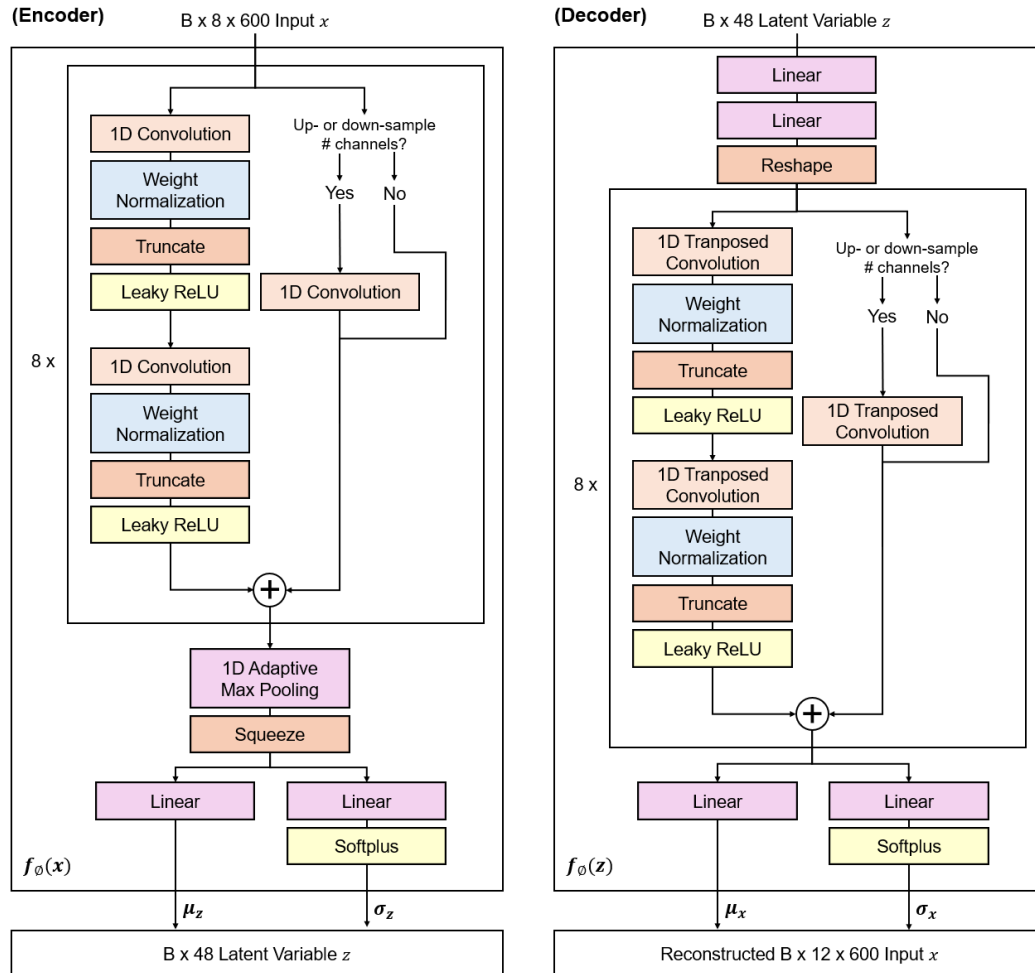 (Encoder)
B x 8 x 600 Input x
1D Convolution
Weight
Normalization
Truncate
Leaky ReLU
1D Convolution
Weight
Normalization
Truncate
Leaky ReLU
Up- or down-sample
# channels?
Yes
No
1D Convolution
8 x
+
1D Adaptive
Max Pooling
Squeeze
Linear
Linear
Softplus
f∅(x)
μz
σz
B x 48 Latent Variable z
(Decoder)
B x 48 Latent Variable z
Linear
Linear
Reshape
1D Tranposed
Convolution
Weight
Normalization
Truncate
Leaky ReLU
1D Tranposed
Convolution
Weight
Normalization
Truncate
Leaky ReLU
Up- or down-sample
# channels?
Yes
No
1D Tranposed
Convolution
8 x
+
Linear
Linear
Softplus
f∅(z)
μx
σx
Reconstructed B x 12 x 600 Input x